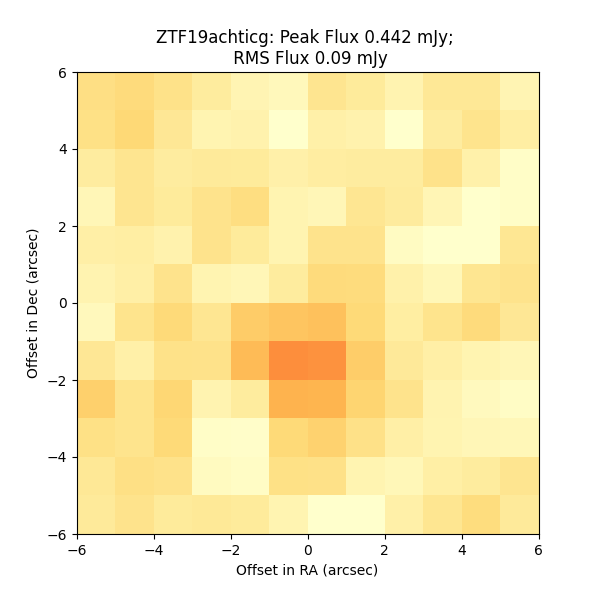 ZTF19achticg: Peak Flux 0.442 mJy;
RMS Flux 0.09 mJy
6
4
2
0
−2
−4
−6
Offset in Dec (arcsec)
−6 −4 −2 0 2 4 6
Offset in RA (arcsec)